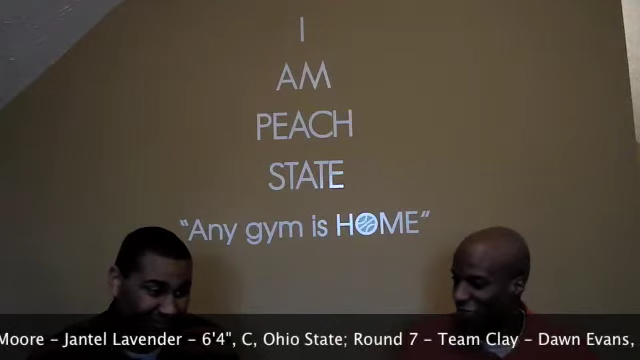 I
AM
PEACH
STATE
"Any gym is HOME"
Moore - Jantel Lavender - 6'4", C, Ohio State; Round 7 - Team Clay - Dawn Evans,